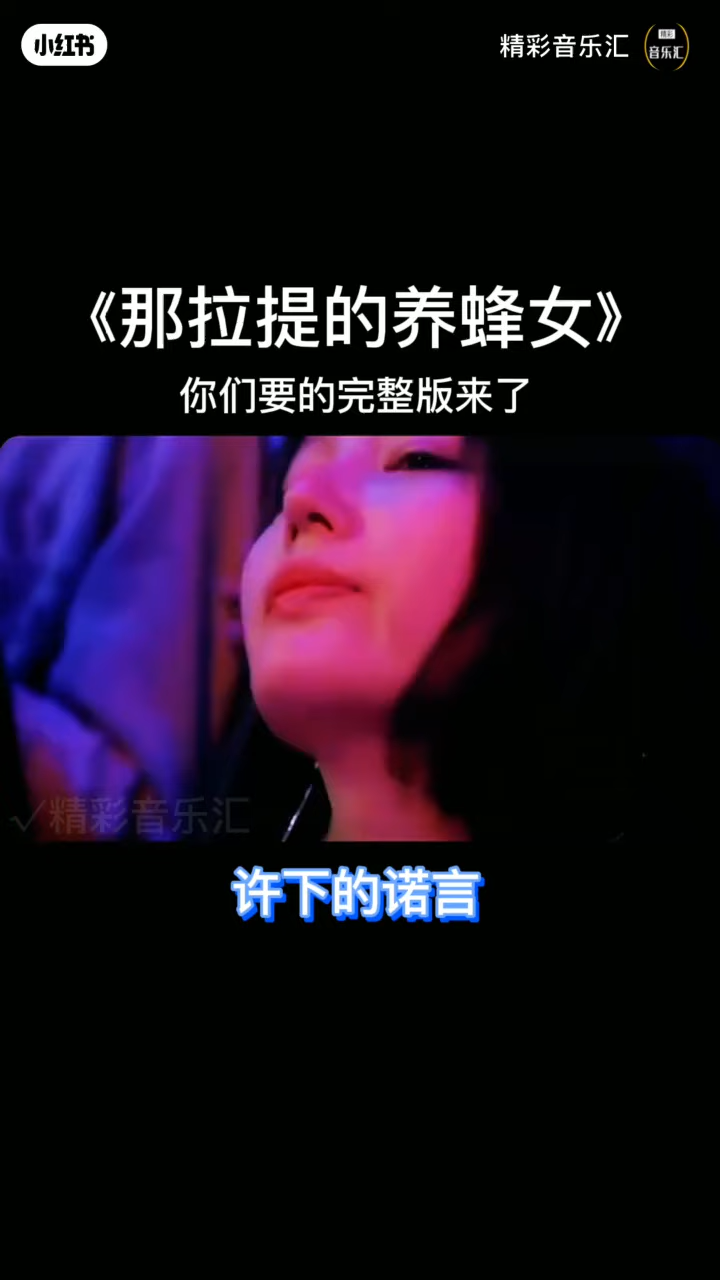 小红书
精彩音乐汇
精彩
音乐汇
《那拉提的养蜂女》
你们要的完整版来了
✓精彩音乐汇
许下的诺言